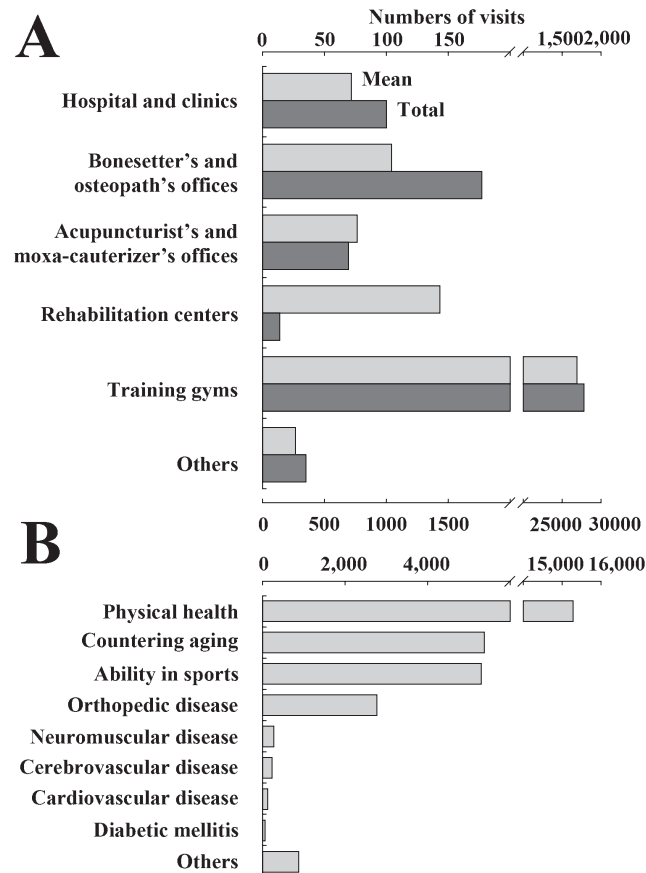 A
Numbers of visits
0 50 100 150 1,500 2,000
Hospital and clinics
Mean
Total
Bonesetter's and
osteopath's offices
Acupuncturist's and
moxa-cauterizer's offices
Rehabilitation centers
Training gyms
Others
0 500 1000 1500 25000 30000
B
0 2,000 4,000 15,000 16,000
Physical health
Countering aging
Ability in sports
Orthopedic disease
Neuromuscular disease
Cerebrovascular disease
Cardiovascular disease
Diabetic mellitis
Others